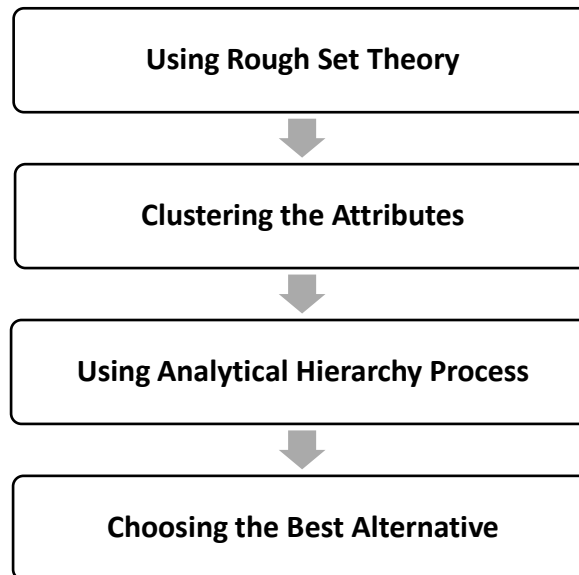 Using Rough Set Theory
Clustering the Attributes
Using Analytical Hierarchy Process
Choosing the Best Alternative